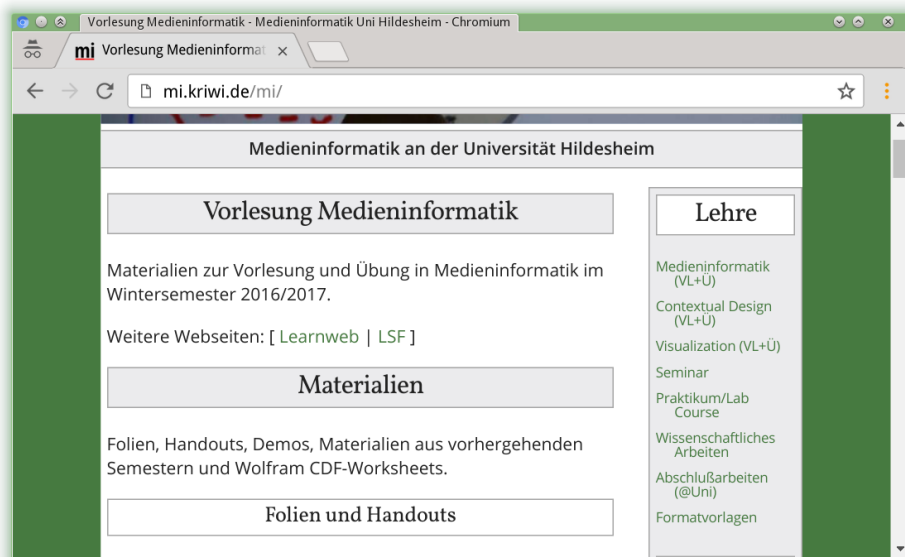 Vorlesung Medieninformatik - Medieninformatik Uni Hildesheim - Chromium
mi Vorlesung Medieninformat
mi.kriwi.de/mi/
Medieninformatik an der Universität Hildesheim
Vorlesung Medieninformatik
Materialien zur Vorlesung und Übung in Medieninformatik im
Wintersemester 2016/2017.
Weitere Webseiten: [ Learnweb | LSF ]
Materialien
Folien, Handouts, Demos, Materialien aus vorhergehenden
Semestern und Wolfram CDF-Worksheets.
Folien und Handouts
Lehre
Medieninformatik
(VL+Ü)
Contextual Design
(VL+Ü)
Visualization (VL+Ü)
Seminar
Praktikum/Lab
Course
Wissenschaftliches
Arbeiten
Abschlußarbeiten
(@Uni)
Formatvorlagen